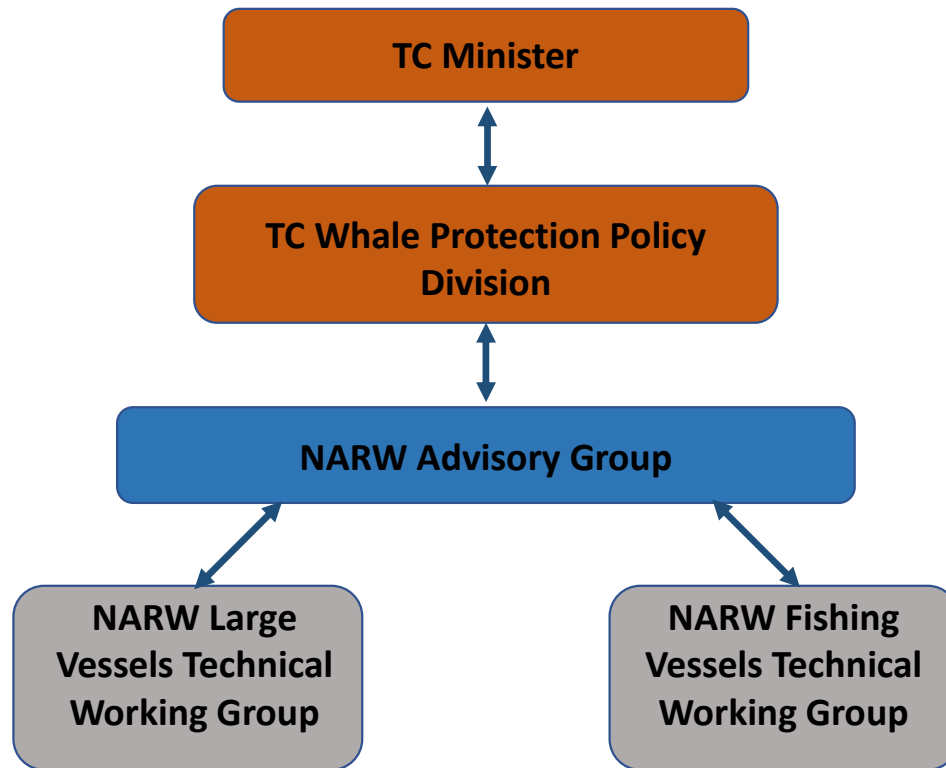 TC Minister
TC Whale Protection Policy
Division
NARW Advisory Group
NARW Large
Vessels Technical
Working Group
NARW Fishing
Vessels Technical
Working Group